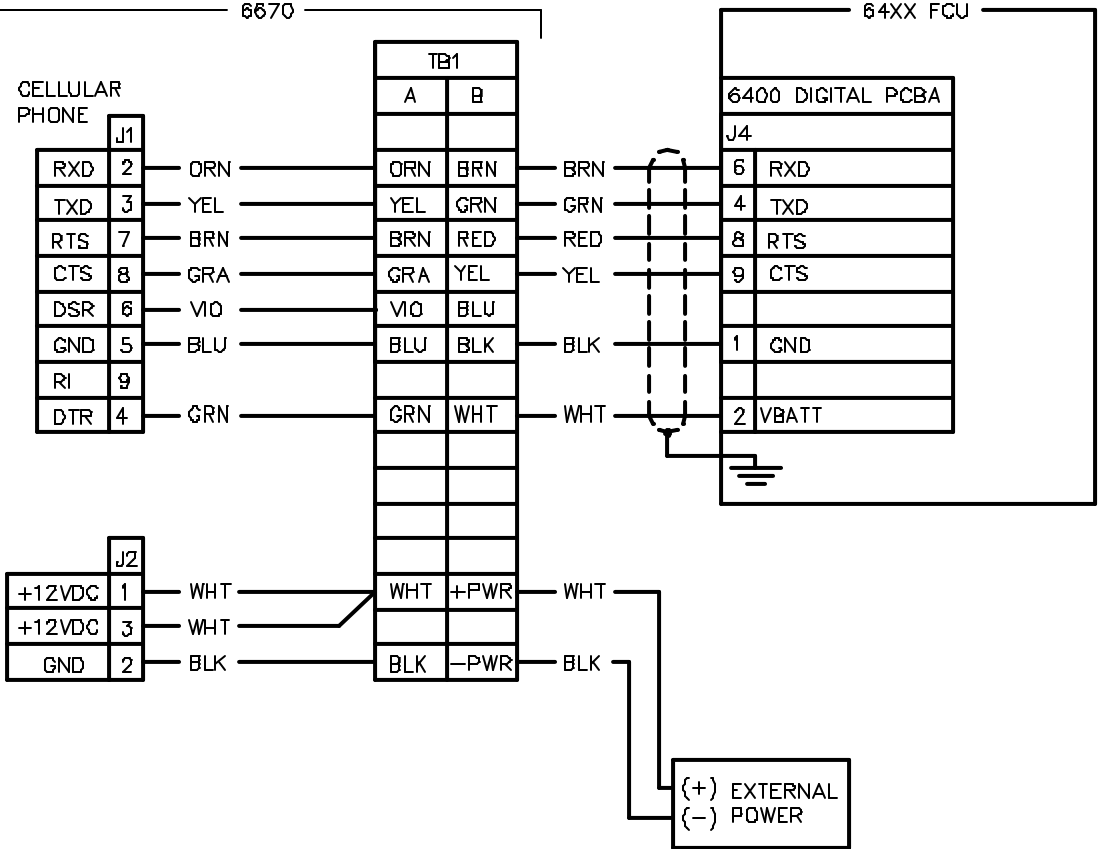 6670
64XX FCU
TB1
CELLULAR
PHONE
A B
6400 DIGITAL PCBA
J1
J4
RXD 2 ORN ORN BRN BRN 6 RXD
TXD 3 YEL YEL GRN GRN 4 TXD
RTS 7 BRN BRN RED RED 8 RTS
CTS 8 GRA GRA YEL YEL 9 CTS
DSR 6 VIO VIO BLU
GND 5 BLU BLU BLK BLK 1 GND
RI 9
DTR 4 GRN GRN WHT WHT 2 VBATT
J2
+12VDC 1 WHT WHT +PWR WHT
+12VDC 3 WHT
GND 2 BLK BLK -PWR BLK
(+) EXTERNAL
(-) POWER